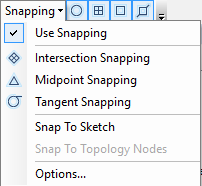 Snapping
Use Snapping
Intersection Snapping
Midpoint Snapping
Tangent Snapping
Snap To Sketch
Snap To Topology Nodes
Options...